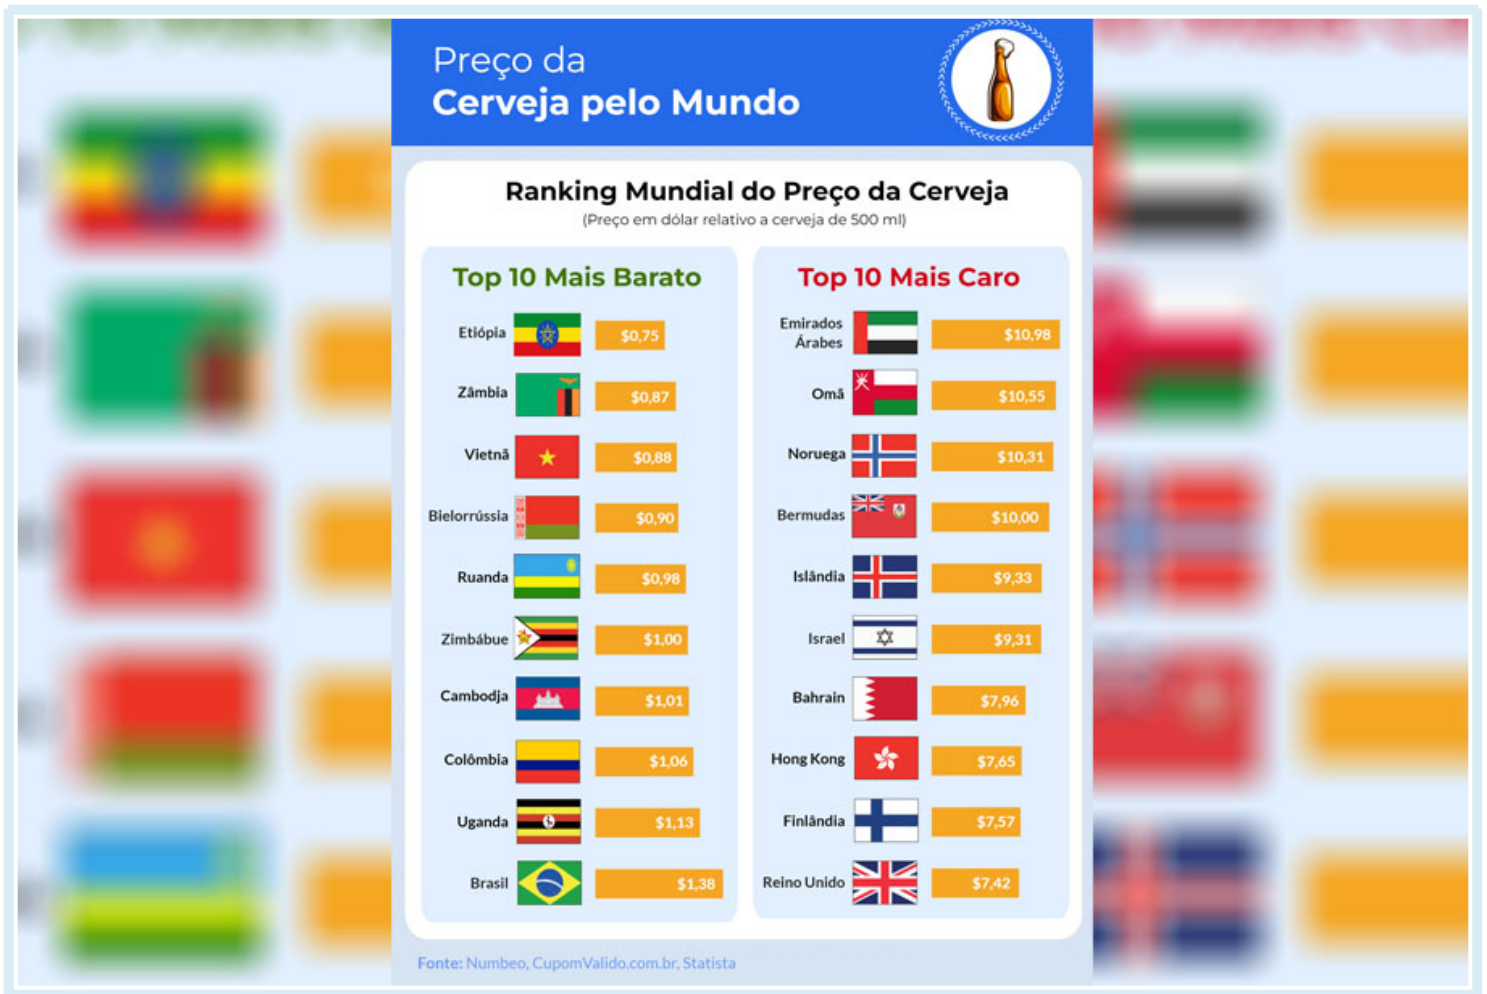 Preço da
Cerveja pelo Mundo
Ranking Mundial do Preço da Cerveja
(Preço em dólar relativo a cerveja de 500 ml)
Top 10 Mais Barato
Etiópia $0,75
Zâmbia $0,87
Vietnã $0,88
Bielorrússia $0,90
Ruanda $0,98
Zimbábue $1,00
Cambodja $1,01
Colômbia $1,06
Uganda $1,13
Brasil $1,38
Top 10 Mais Caro
Emirados
Árabes $10,98
Omã $10,55
Noruega $10,31
Bermudas $10,00
Islândia $9,33
Israel $9,31
Bahrain $7,96
Hong Kong $7,65
Finlândia $7,57
Reino Unido $7,42
Fonte: Numbeo, CupomValido.com.br, Statista